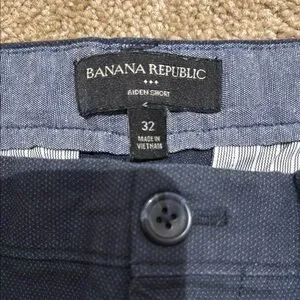 BANANA REPUBLIC
AIDEN SHORT
32
MADE IN
VIETNAM